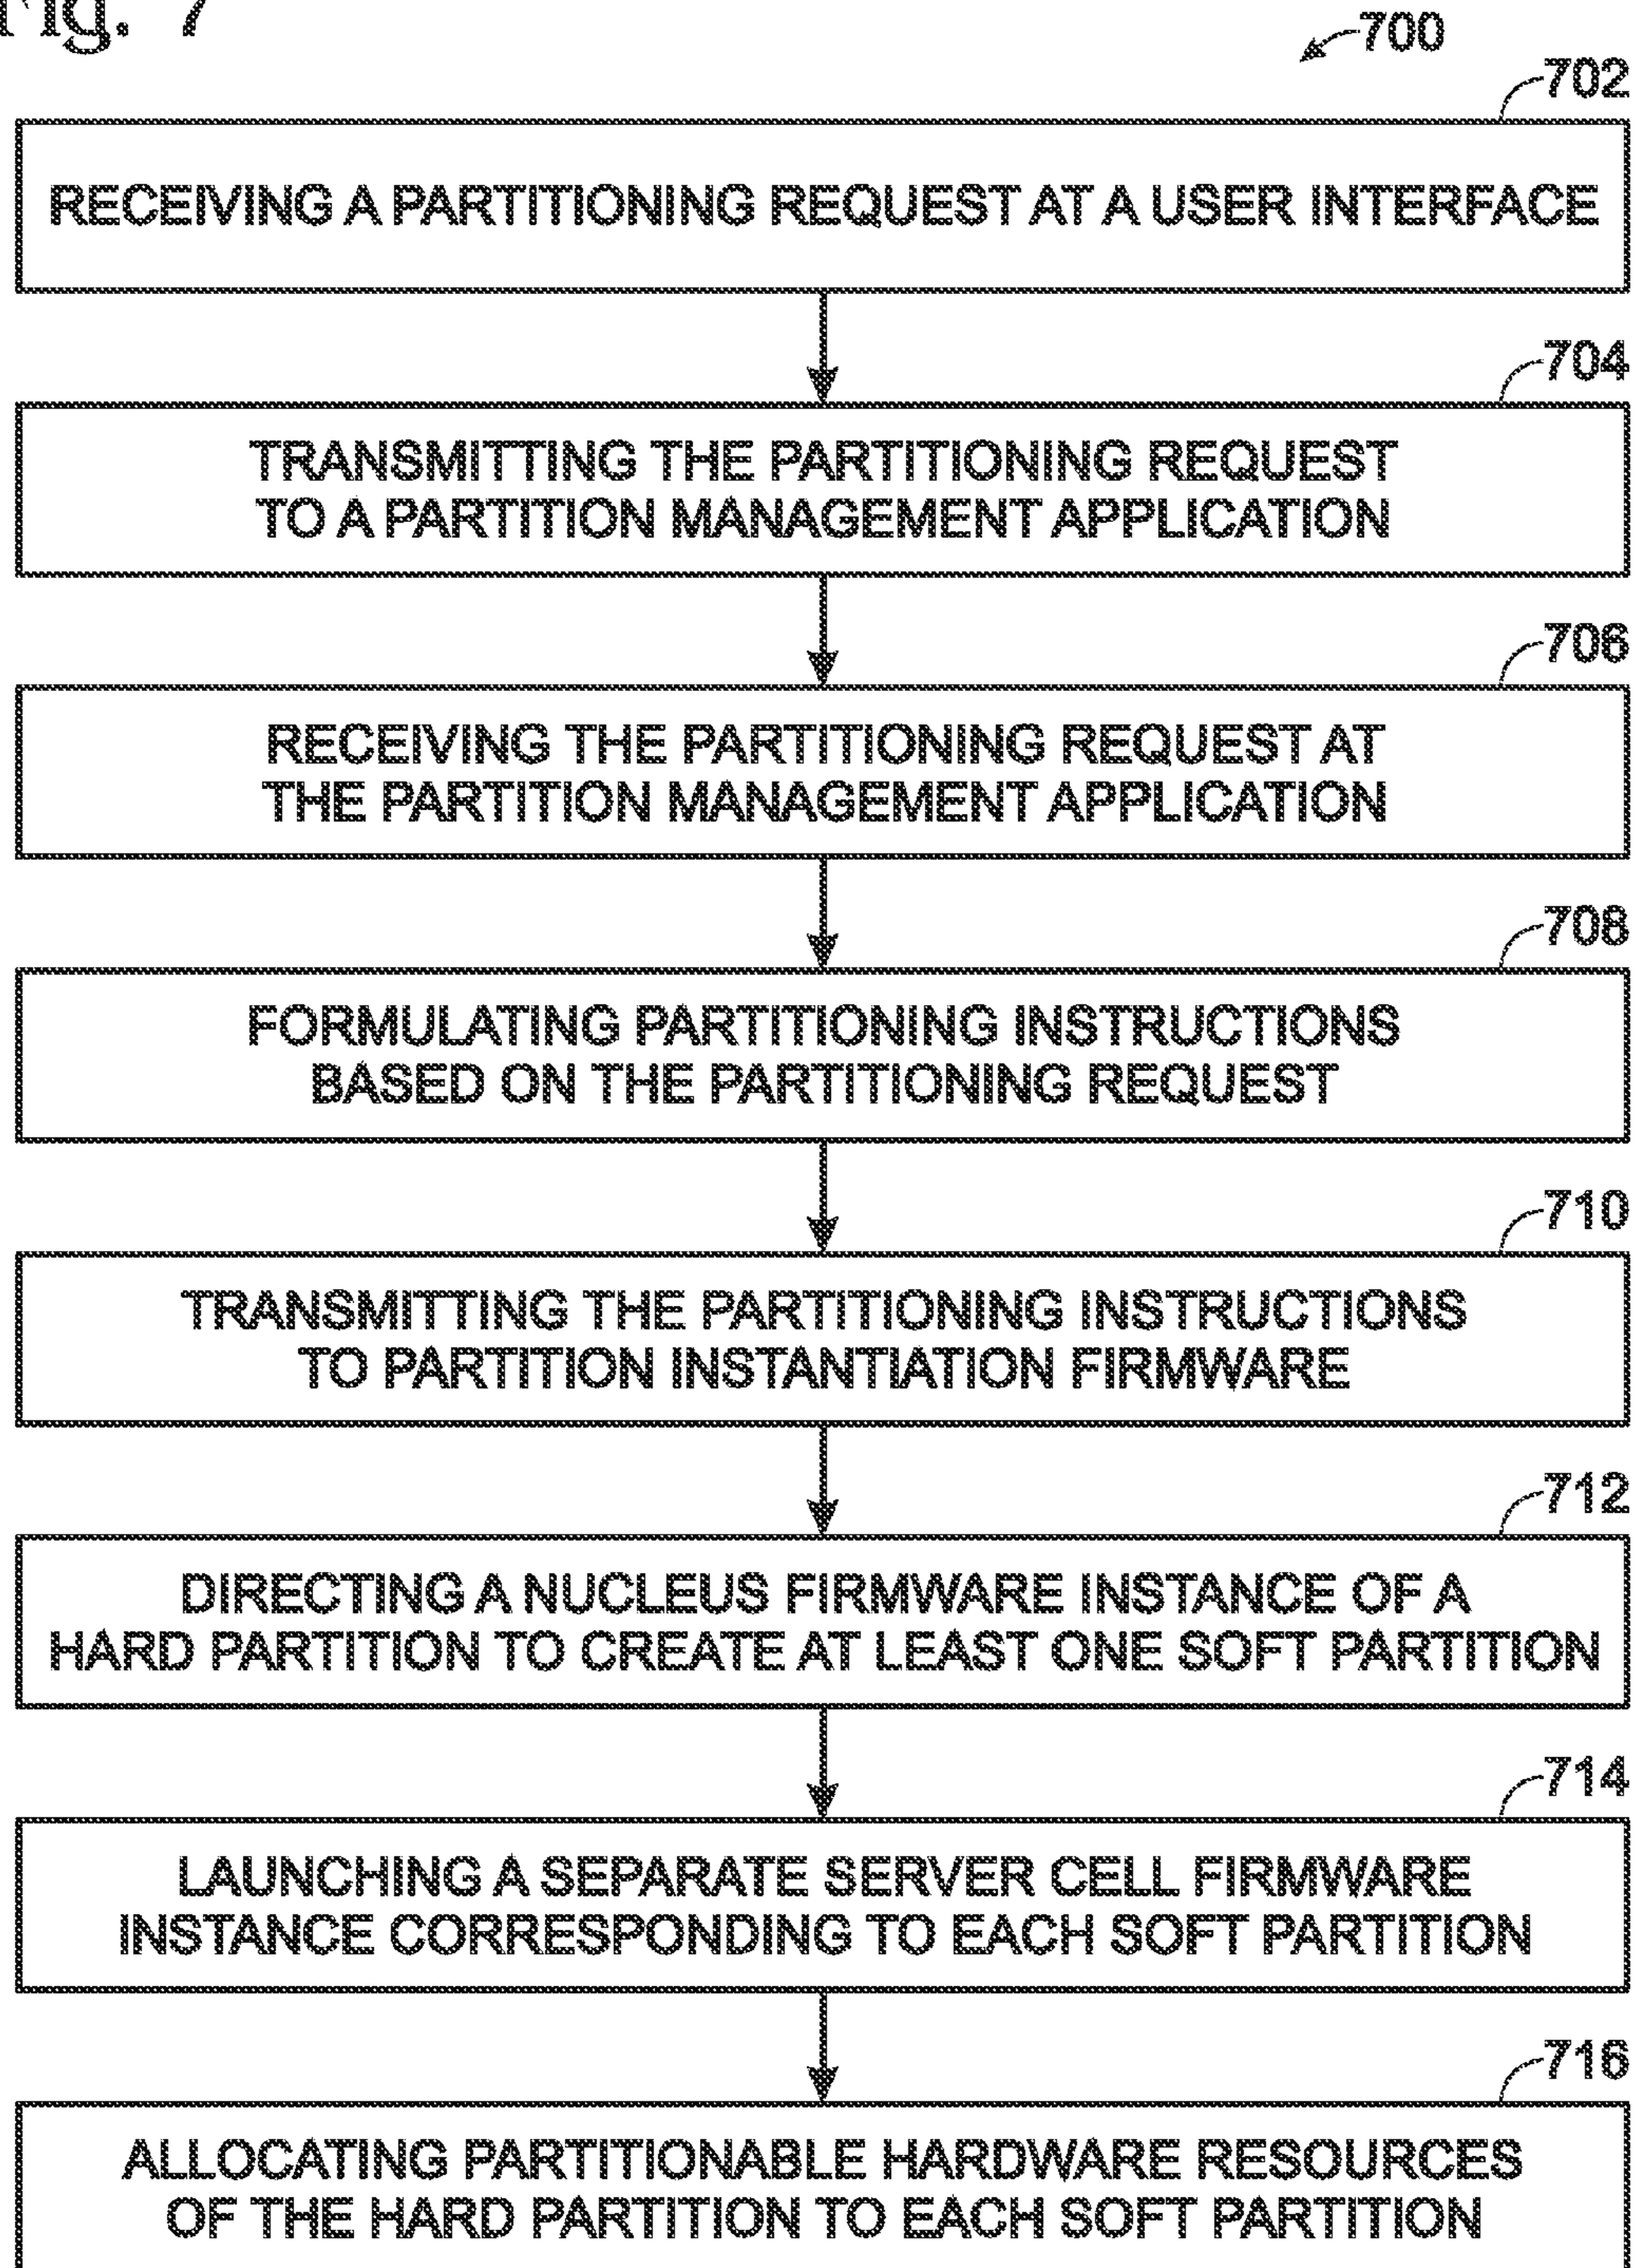 Fig. 7
700
702
RECEIVING A PARTITIONING REQUEST AT A USER INTERFACE
704
TRANSMITTING THE PARTITIONING REQUEST
TO A PARTITION MANAGEMENT APPLICATION
706
RECEIVING THE PARTITIONING REQUEST AT
THE PARTITION MANAGEMENT APPLICATION
708
FORMULATING PARTITIONING INSTRUCTIONS
BASED ON THE PARTITIONING REQUEST
710
TRANSMITTING THE PARTITIONING INSTRUCTIONS
TO PARTITION INSTANTIATION FIRMWARE
712
DIRECTING A NUCLEUS FIRMWARE INSTANCE OF A
HARD PARTITION TO CREATE AT LEAST ONE SOFT PARTITION
714
LAUNCHING A SEPARATE SERVER CELL FIRMWARE
INSTANCE CORRESPONDING TO EACH SOFT PARTITION
716
ALLOCATING PARTITIONABLE HARDWARE RESOURCES
OF THE HARD PARTITION TO EACH SOFT PARTITION